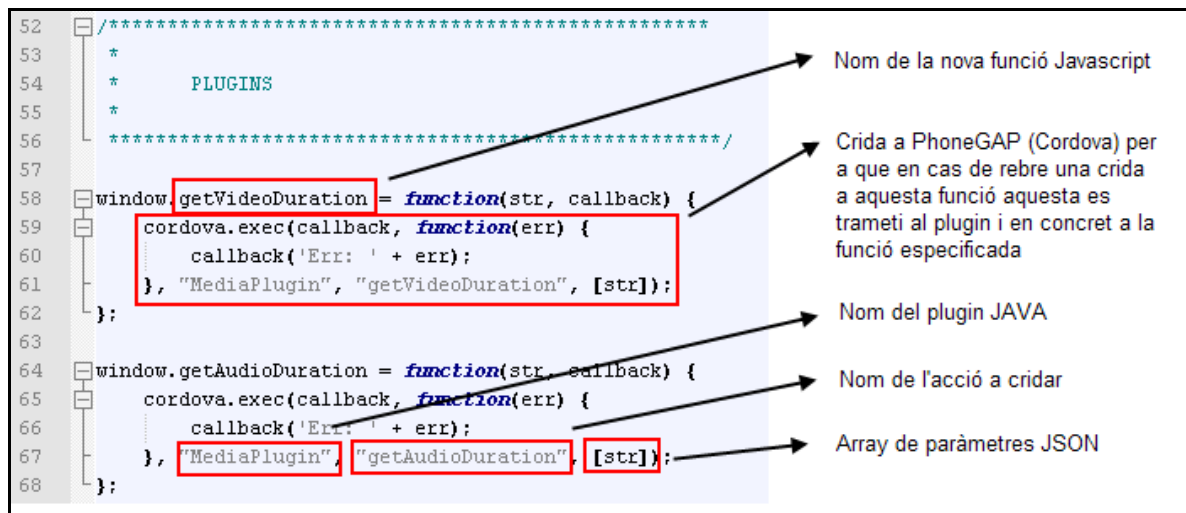 52 /***************************************************
53 *
54 * PLUGINS
55 *
56 ****************************************************/
57
58 window.getVideoDuration = function(str, callback) {
59 cordova.exec(callback, function(err) {
60 callback('Err: ' + err);
61 }, "MediaPlugin", "getVideoDuration", [str]);
62 };
63
64 window.getAudioDuration = function(str, callback) {
65 cordova.exec(callback, function(err) {
66 callback('Err: ' + err);
67 }, "MediaPlugin", "getAudioDuration", [str]);
68 };
Nom de la nova funció Javascript
Crida a PhoneGAP (Cordova) per
a que en cas de rebre una crida
a aquesta funció aquesta es
trameti al plugin i en concret a la
funció especificada
Nom del plugin JAVA
Nom de l'acció a cridar
Array de paràmetres JSON